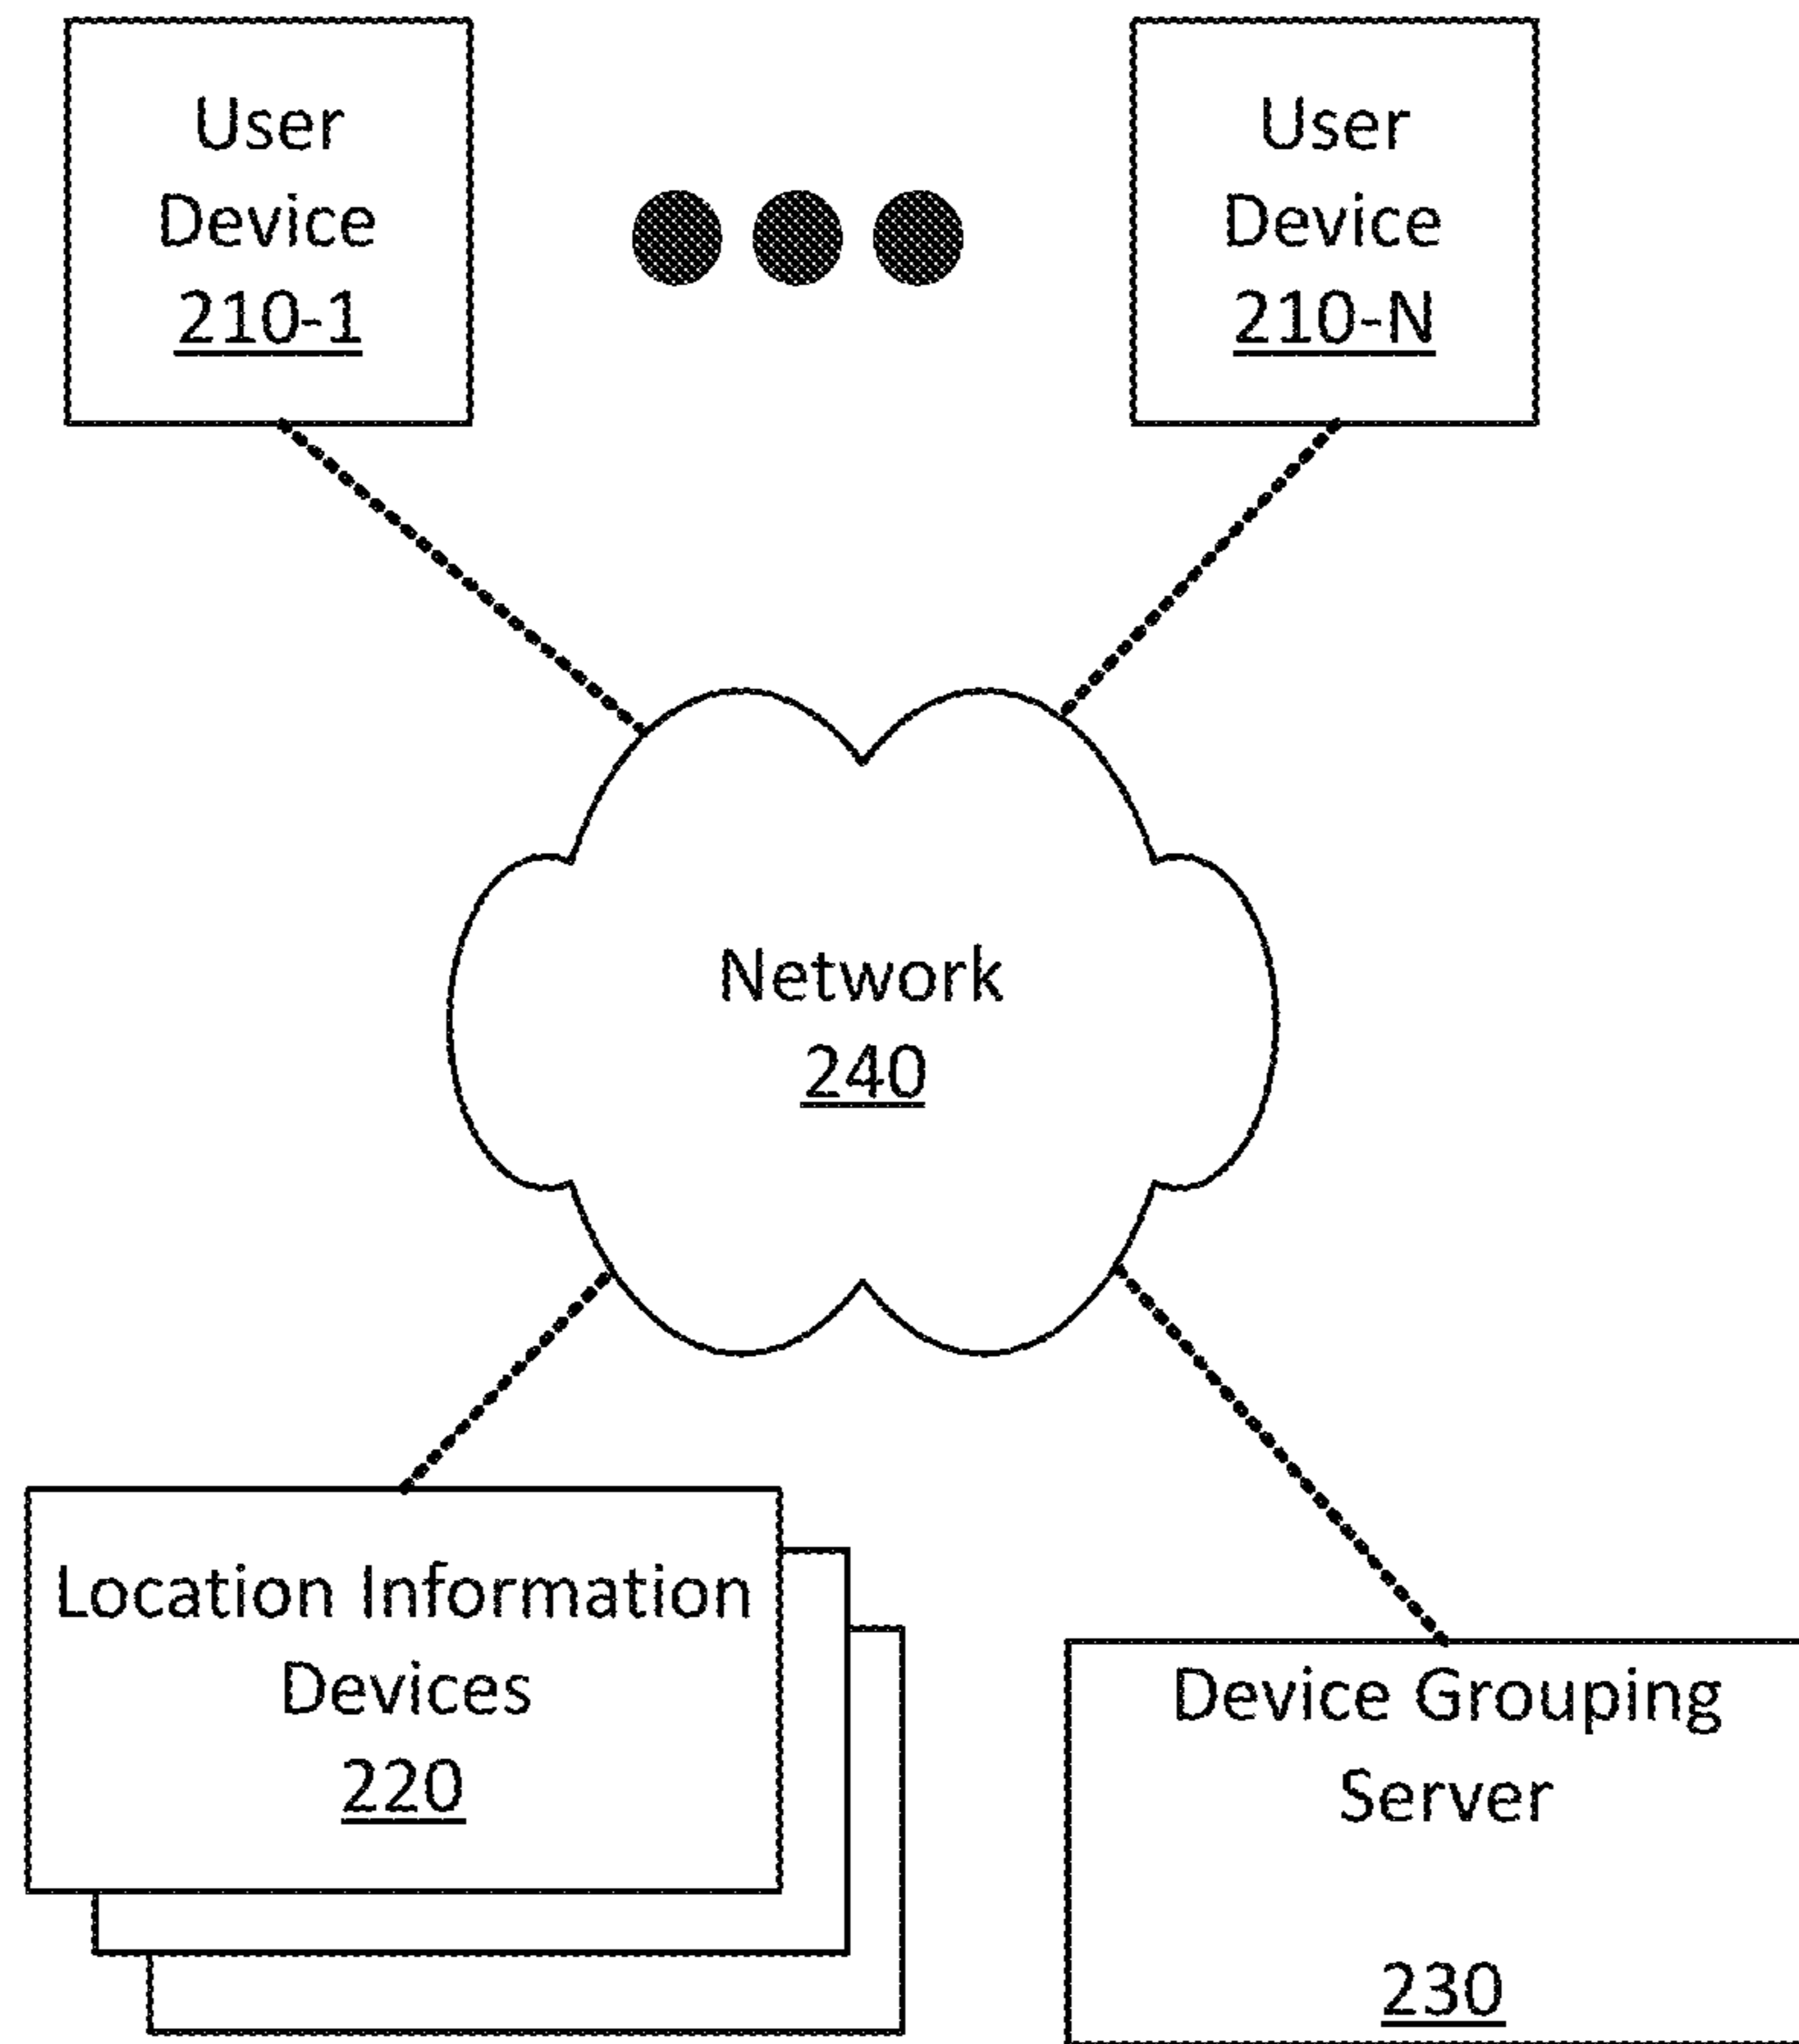 User
Device
210-1
User
Device
210-N
Network
240
Location Information
Devices
220
Device Grouping
Server
230